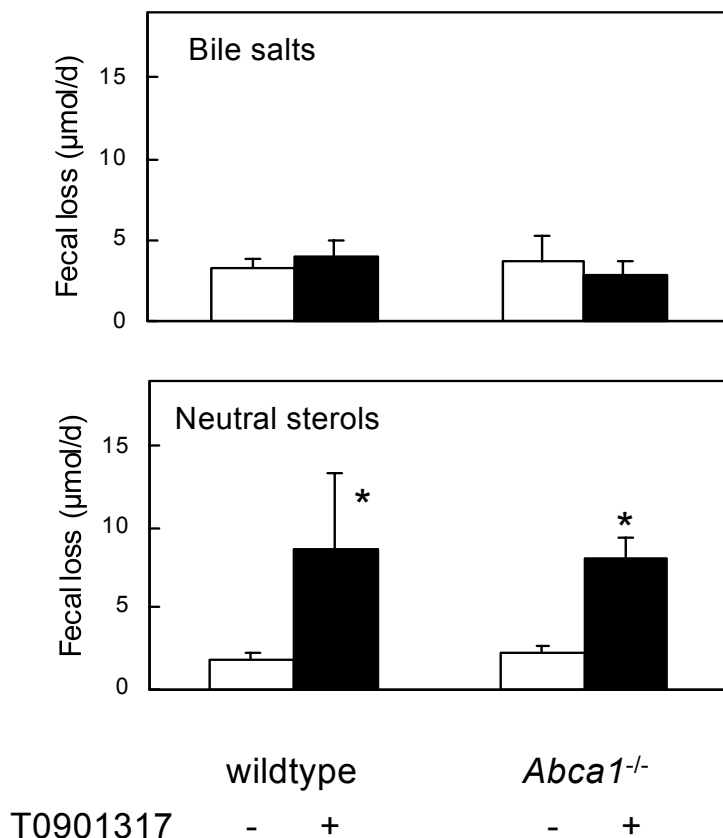 Bile salts
Fecal loss (µmol/d)
15
10
5
0
Neutral sterols
*
*
Fecal loss (µmol/d)
15
10
5
0
wildtype Abca1-/-
T0901317 - + - +